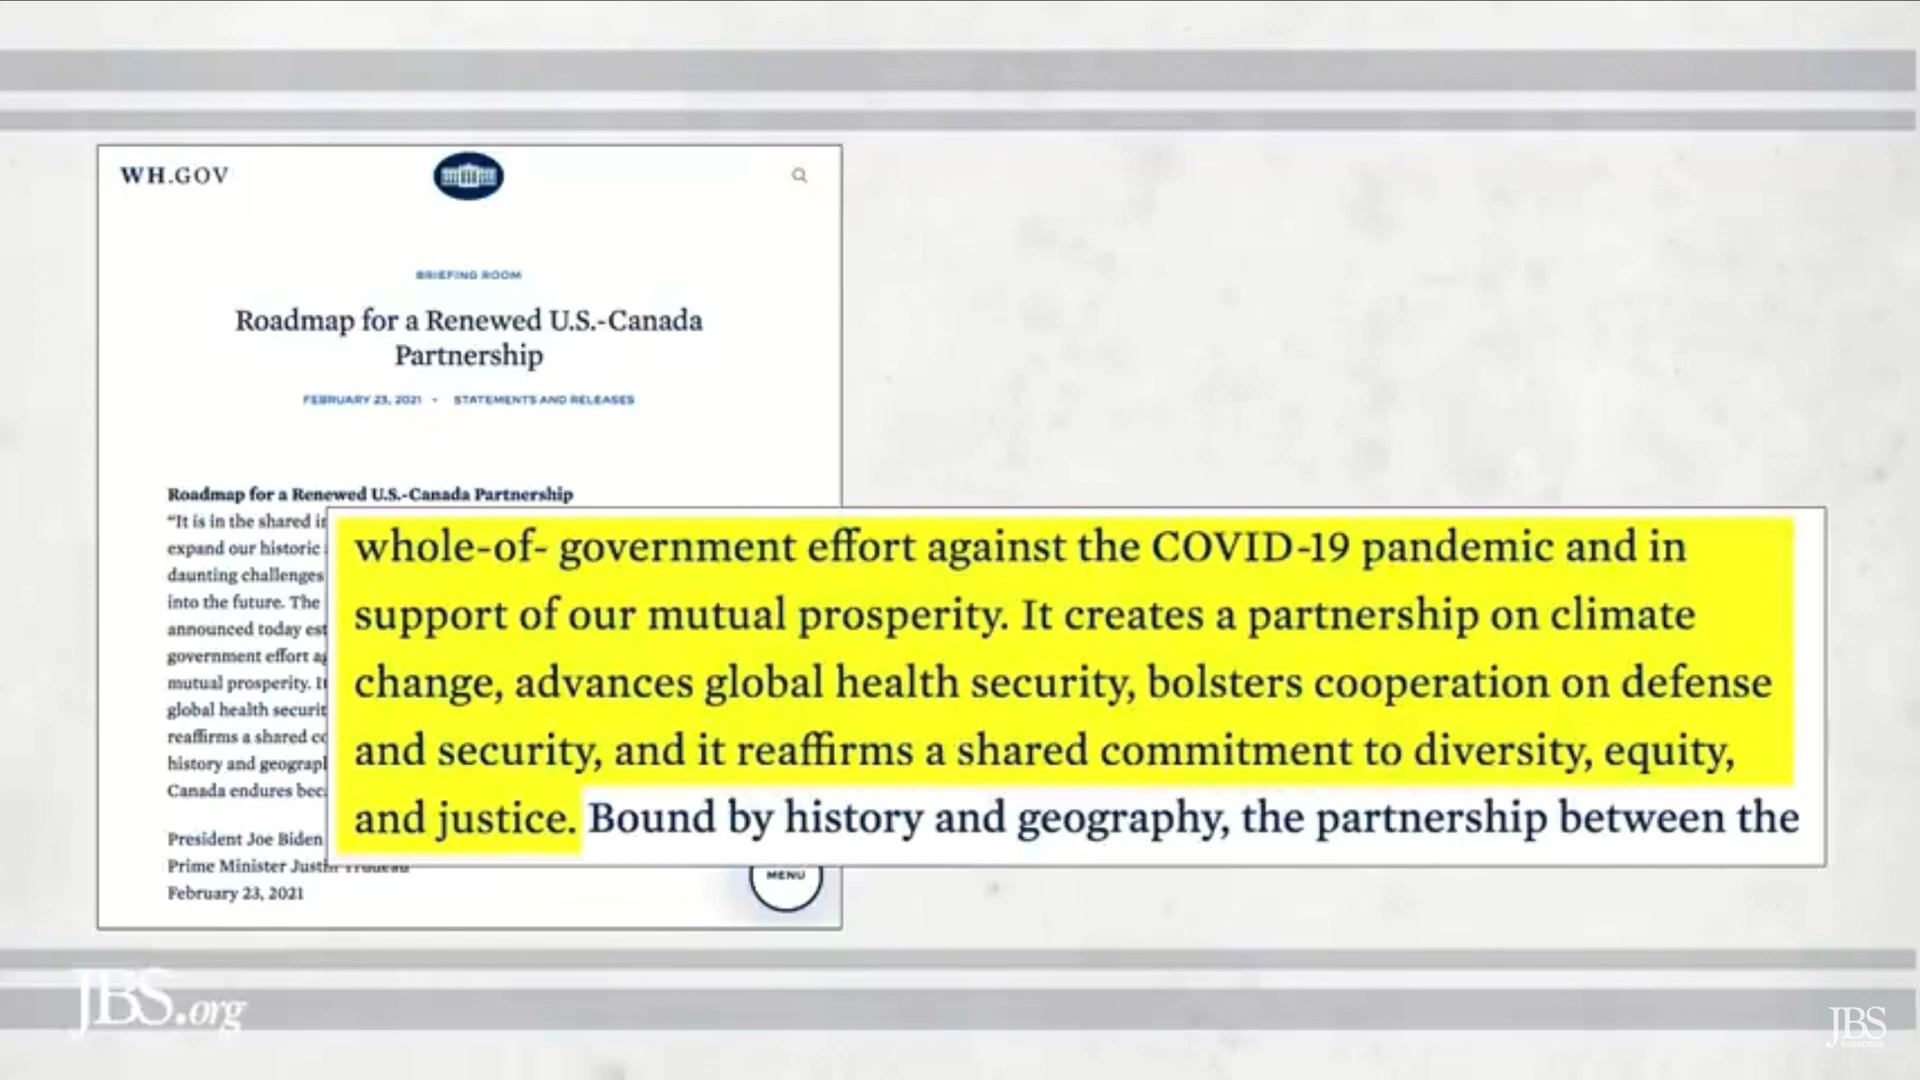 WH.GOV
BRIEFING ROOM
Roadmap for a Renewed U.S.-Canada
Partnership
FEBRUARY 23, 2021 • STATEMENTS AND RELEASES
Roadmap for a Renewed U.S.-Canada Partnership
“It is in the shared
expand our historic
daunting challenges
into the future. The
announced today
government effort
mutual prosperity.
global health
reaffirms a shared
history and
Canada endures
President Joe Biden
Prime Minister Justin Trudeau
February 23, 2021
MENU
whole-of- government effort against the COVID-19 pandemic and in
support of our mutual prosperity. It creates a partnership on climate
change, advances global health security, bolsters cooperation on defense
and security, and it reaffirms a shared commitment to diversity, equity,
and justice. Bound by history and geography, the partnership between the
JBS.org
JBS
SUBSCRIBE